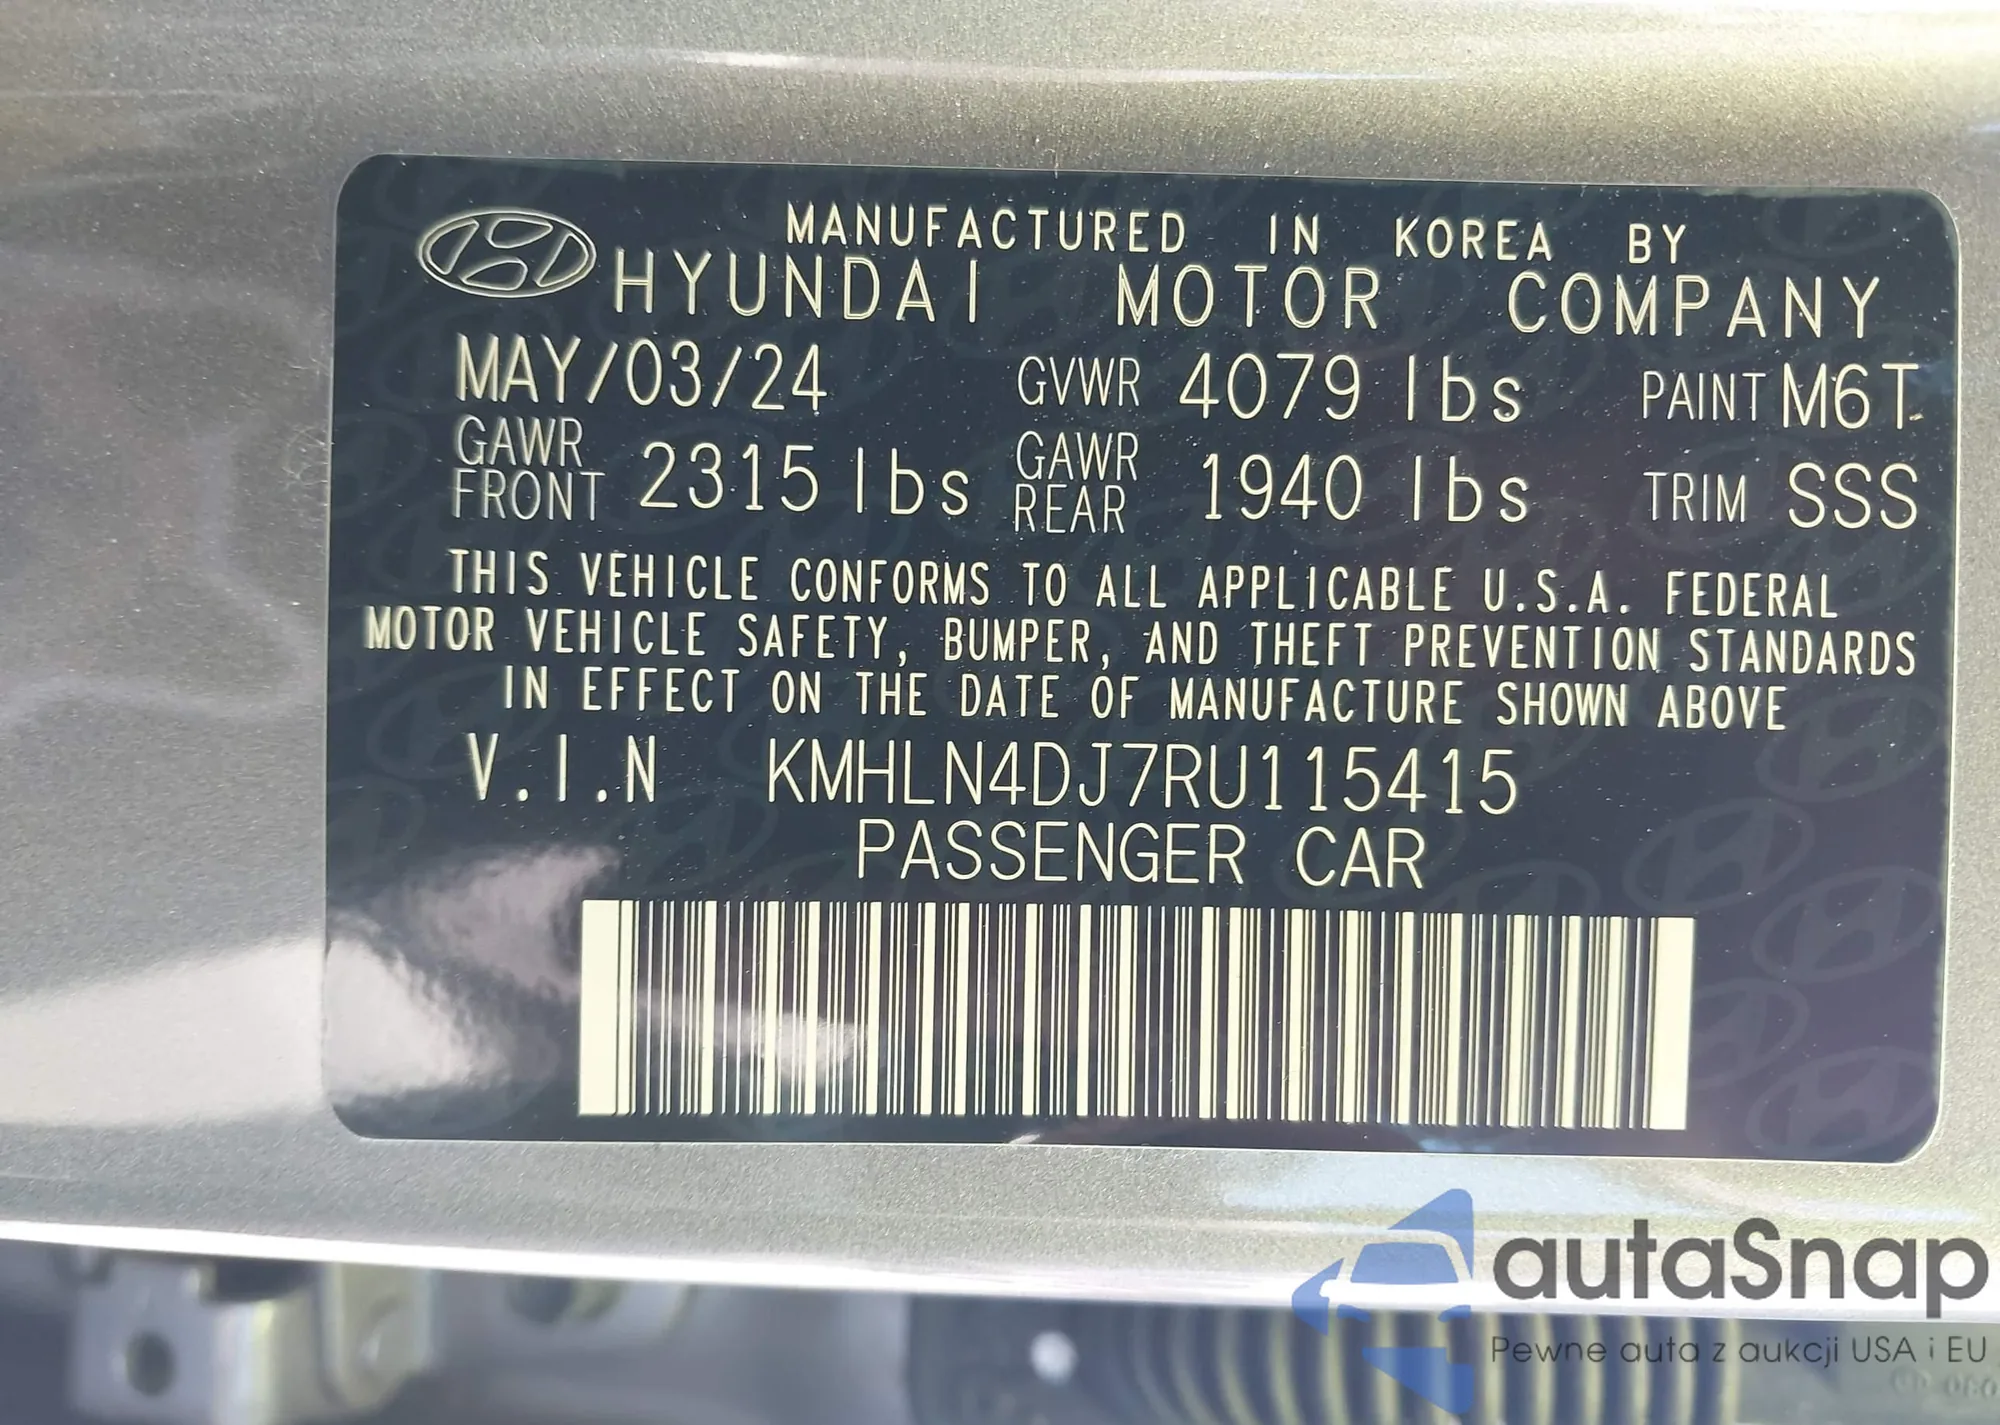 MANUFACTURED IN KOREA BY
HYUNDAI MOTOR COMPANY
MAY/03/24 GVWR 4079 lbs PAINT M6T
GAWR FRONT 2315 lbs GAWR REAR 1940 lbs TRIM SSS
THIS VEHICLE CONFORMS TO ALL APPLICABLE U.S.A. FEDERAL
MOTOR VEHICLE SAFETY, BUMPER, AND THEFT PREVENTION STANDARDS
IN EFFECT ON THE DATE OF MANUFACTURE SHOWN ABOVE
V.I.N KMHLN4DJ7RU115415
PASSENGER CAR
autaSnap
Pewne auta z aukcji USA i EU